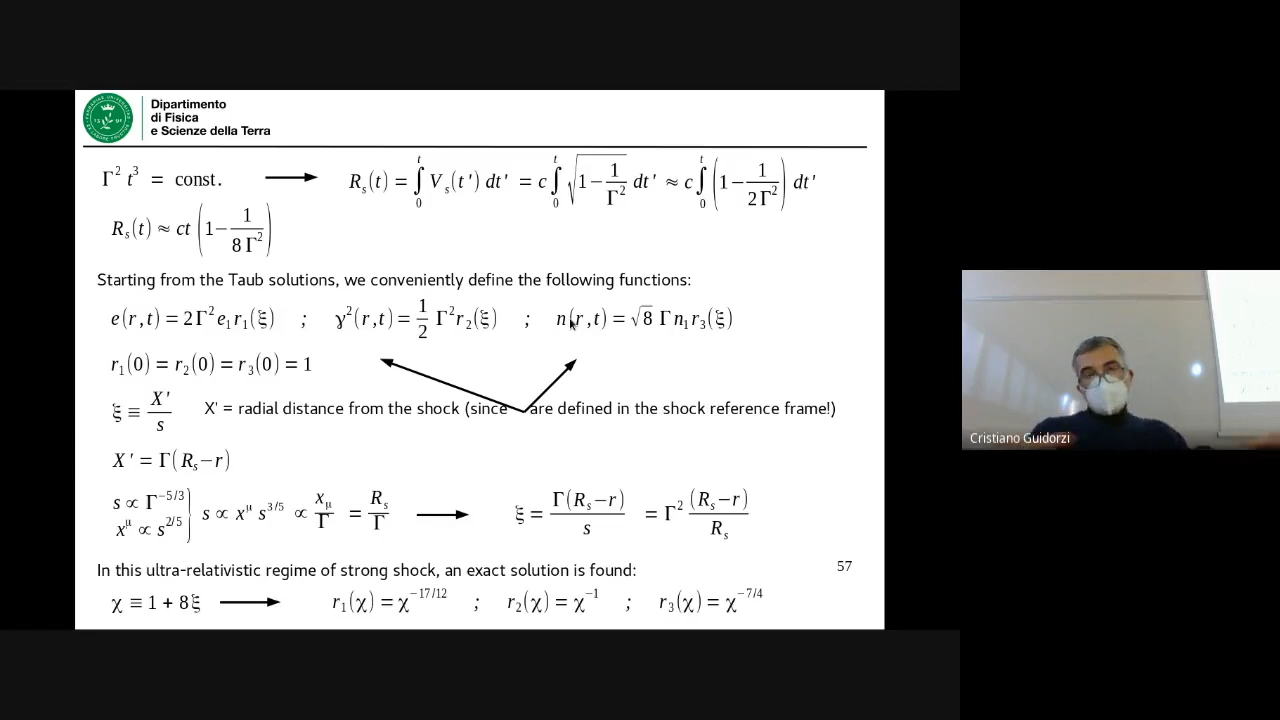 Dipartimento
di Fisica
e Scienze della Terra
Γ² t³ = const. → R_s(t) = ∫₀ᵗ V_s(t') dt' = c ∫₀ᵗ √(1 − 1/Γ²) dt' ≈ c ∫₀ᵗ (1 − 1/(2Γ²)) dt'
R_s(t) ≈ ct (1 − 1/(8 Γ²))
Starting from the Taub solutions, we conveniently define the following functions:
e(r,t) = 2Γ² e₁ r₁(ξ) ; γ²(r,t) = 1/2 Γ² r₂(ξ) ; n(r,t) = √8 Γ n₁ r₃(ξ)
r₁(0) = r₂(0) = r₃(0) = 1
ξ ≡ X'/s X' = radial distance from the shock (since are defined in the shock reference frame!)
X' = Γ(R_s − r)
s ∝ Γ^(−5/3)
x^μ ∝ s^(2/5)
s ∝ x^μ s^(3/5) ∝ x_μ/Γ = R_s/Γ → ξ = Γ(R_s − r)/s = Γ² (R_s − r)/R_s
In this ultra-relativistic regime of strong shock, an exact solution is found:
57
χ ≡ 1 + 8ξ → r₁(χ) = χ^(−17/12) ; r₂(χ) = χ^(−1) ; r₃(χ) = χ^(−7/4)
Cristiano Guidorzi